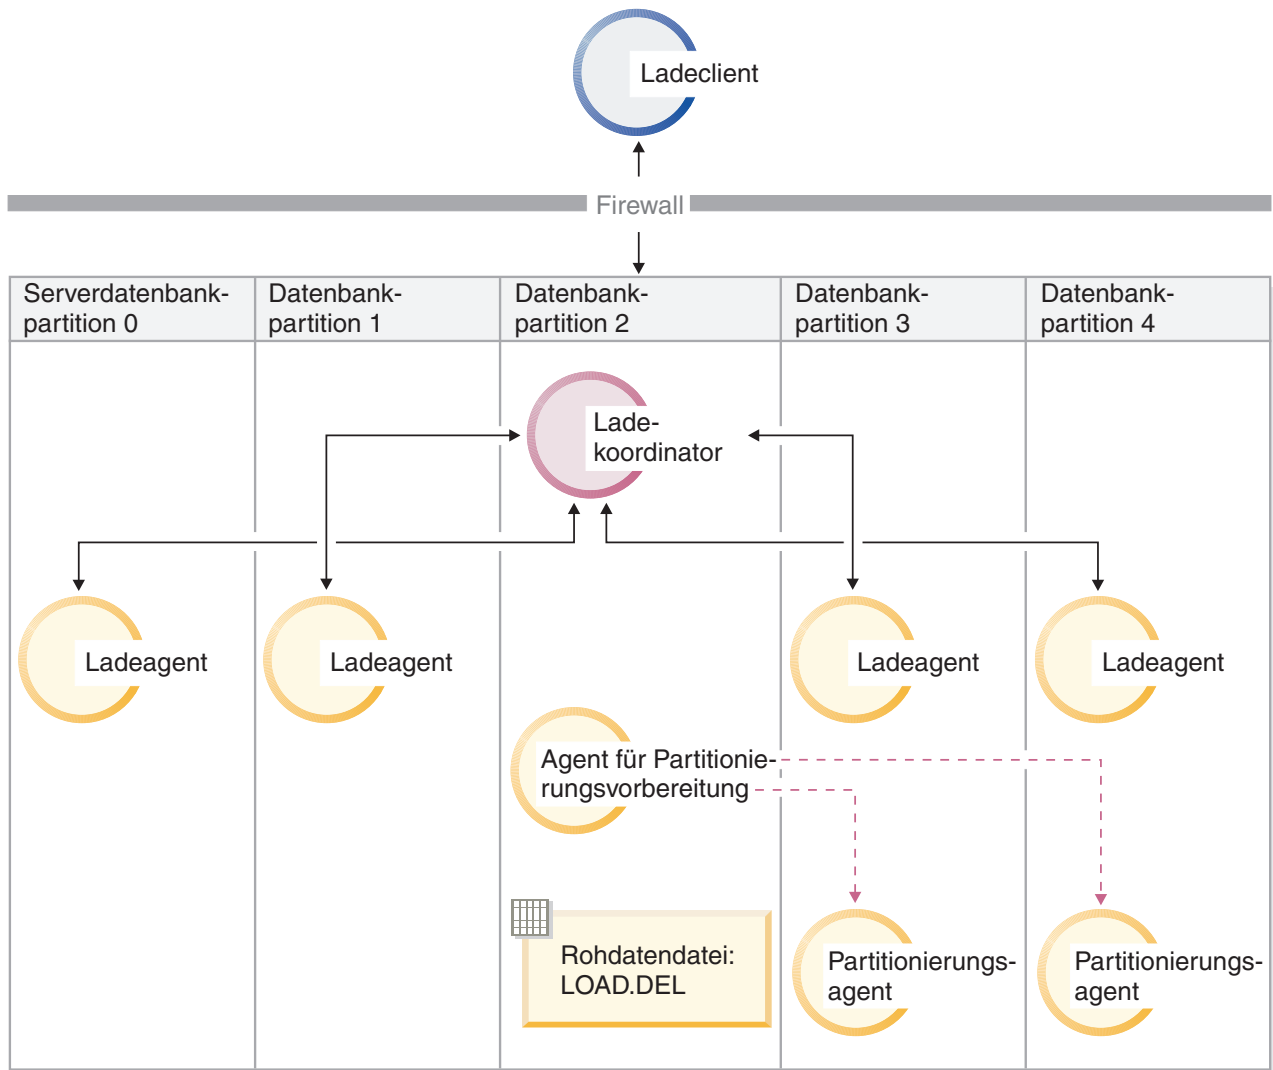 Ladeclient
Firewall
Serverdatenbank-
partition 0
Datenbank-
partition 1
Datenbank-
partition 2
Datenbank-
partition 3
Datenbank-
partition 4
Lade-
koordinator
Ladeagent
Ladeagent
Ladeagent
Ladeagent
Agent für Partitionie-
rungsvorbereitung
Rohdatendatei:
LOAD.DEL
Partitionierungs-
agent
Partitionierungs-
agent